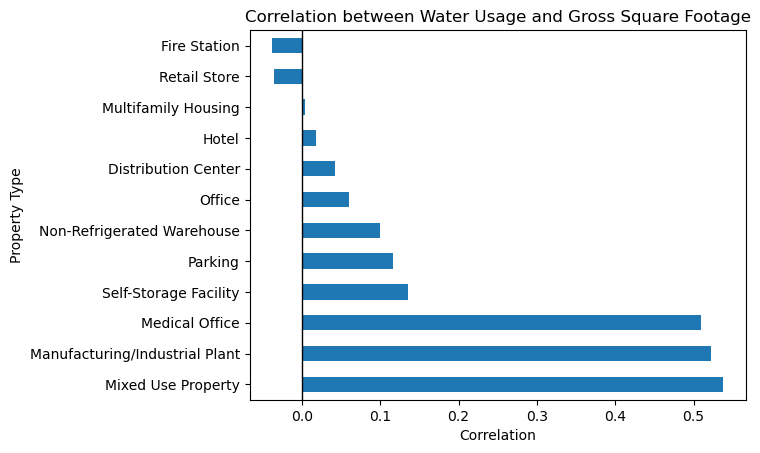 Correlation between Water Usage and Gross Square Footage
Fire Station
Retail Store
Multifamily Housing
Hotel
Distribution Center
Office
Non-Refrigerated Warehouse
Parking
Self-Storage Facility
Medical Office
Manufacturing/Industrial Plant
Mixed Use Property
Property Type
0.0 0.1 0.2 0.3 0.4 0.5
Correlation